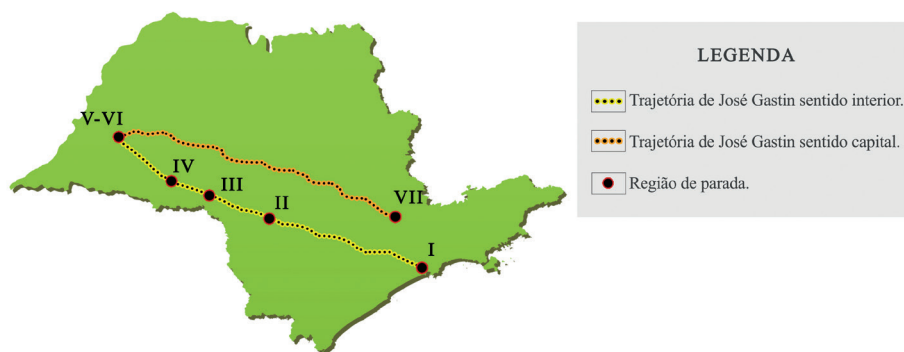 LEGENDA
Trajetória de José Gastin sentido interior.
Trajetória de José Gastin sentido capital.
Região de parada.
V-VI
IV
III
II
VII
I